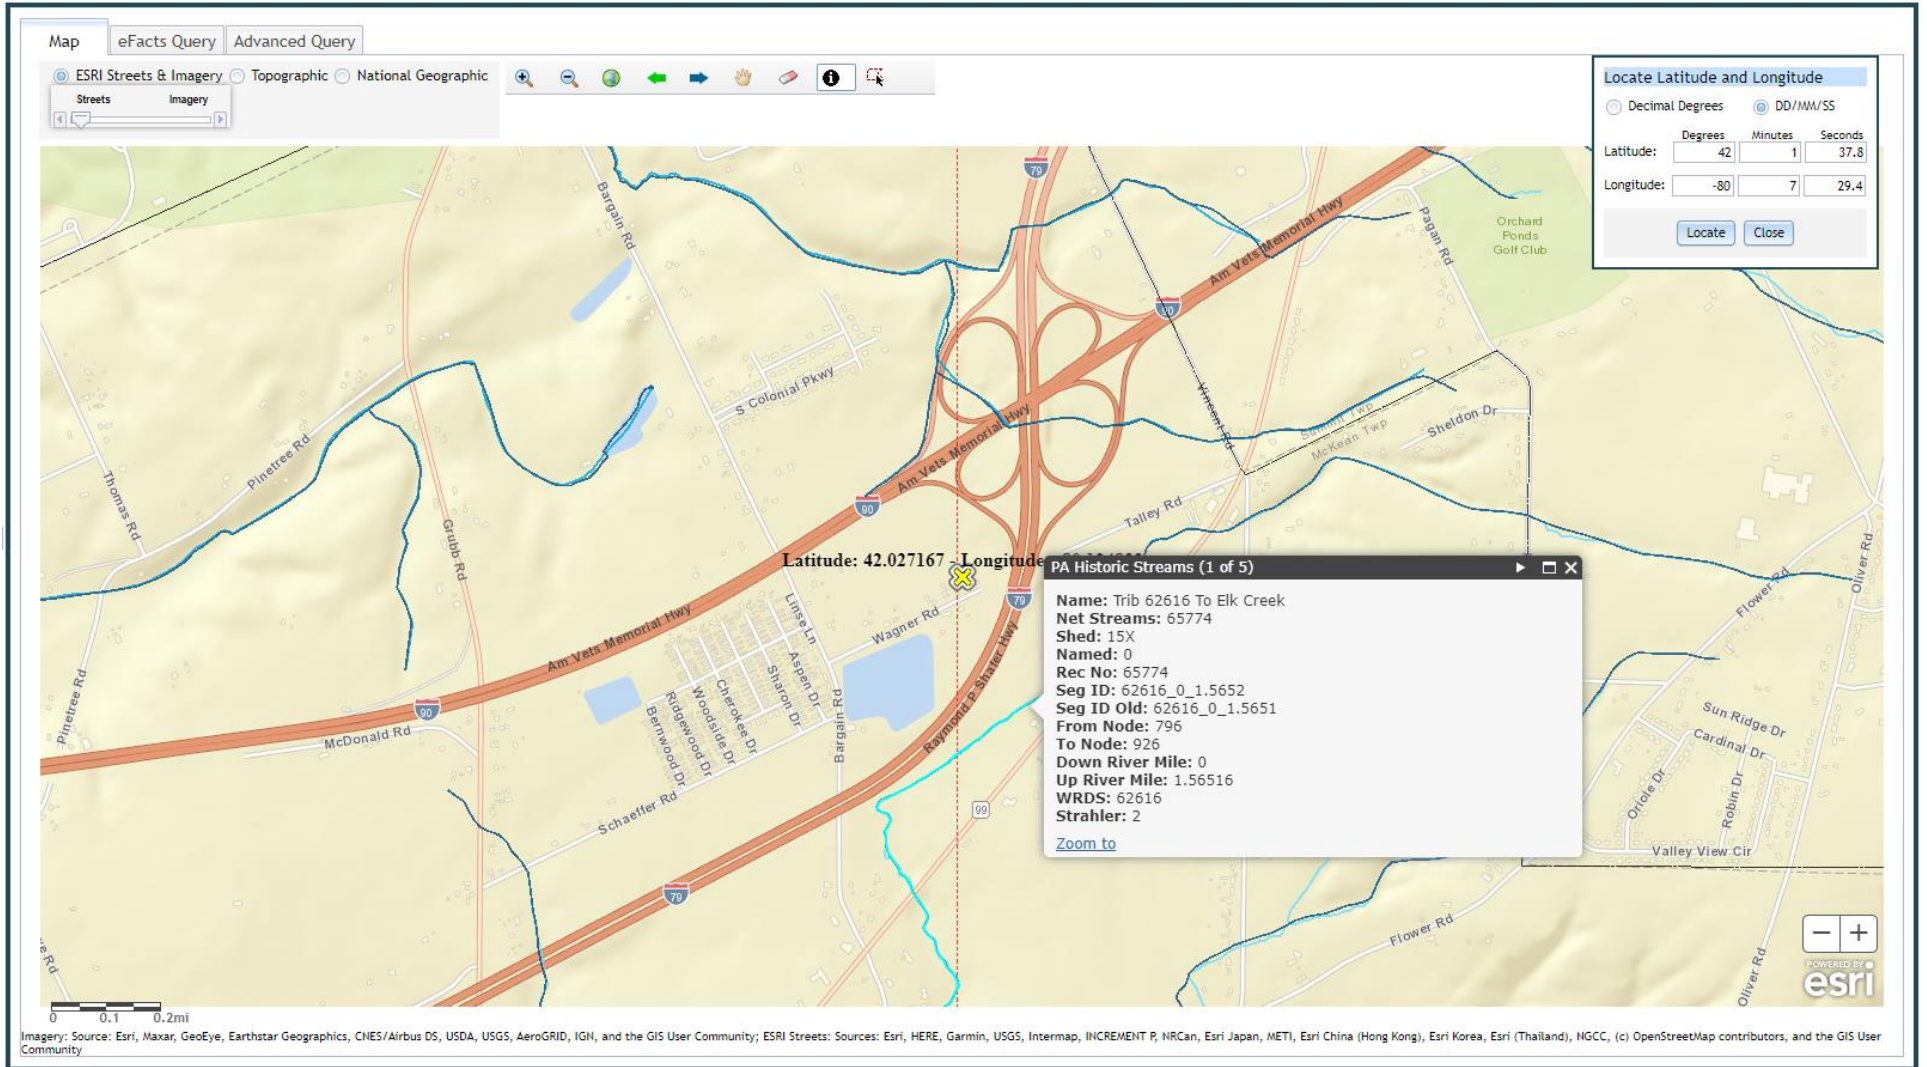 Map
eFacts Query
Advanced Query
ESRI Streets & Imagery
Topographic
National Geographic
Streets
Imagery
Locate Latitude and Longitude
Decimal Degrees
DD/MM/SS
Degrees Minutes Seconds
Latitude: 42 1 37.8
Longitude: -80 7 29.4
Locate
Close
79
Bargain Rd
Am Vets Memorial Hwy
Pagan Rd
Orchard
Ponds
Golf Club
90
S Colonial Pkwy
Vincent Rd
Summit Twp
McKean Twp
Sheldon Dr
Pinetree Rd
Thomas Rd
Grubb Rd
Am Vets Memorial Hwy
90
Talley Rd
Latitude: 42.027167 - Longitude
79
Linse Ln
Wagner Rd
Am Vets Memorial Hwy
Flower Rd
Oliver Rd
Aspen Dr
Sharon Dr
Cherokee Dr
Woodside Dr
Ridgewood Dr
Bernwood Dr
Bargain Rd
Raymond P Shafer Hwy
Pinetree Rd
90
McDonald Rd
Schaeffer Rd
99
79
PA Historic Streams (1 of 5)
Name: Trib 62616 To Elk Creek
Net Streams: 65774
Shed: 15X
Named: 0
Rec No: 65774
Seg ID: 62616_0_1.5652
Seg ID Old: 62616_0_1.5651
From Node: 796
To Node: 926
Down River Mile: 0
Up River Mile: 1.56516
WRDS: 62616
Strahler: 2
Zoom to
Sun Ridge Dr
Cardinal Dr
Oriole Dr
Robin Dr
Valley View Cir
Flower Rd
Oliver Rd
Rd
POWERED BY
esri
0 0.1 0.2mi
Imagery: Source: Esri, Maxar, GeoEye, Earthstar Geographics, CNES/Airbus DS, USDA, USGS, AeroGRID, IGN, and the GIS User Community; ESRI Streets: Sources: Esri, HERE, Garmin, USGS, Intermap, INCREMENT P, NRCan, Esri Japan, METI, Esri China (Hong Kong), Esri Korea, Esri (Thailand), NGCC, (c) OpenStreetMap contributors, and the GIS User
Community